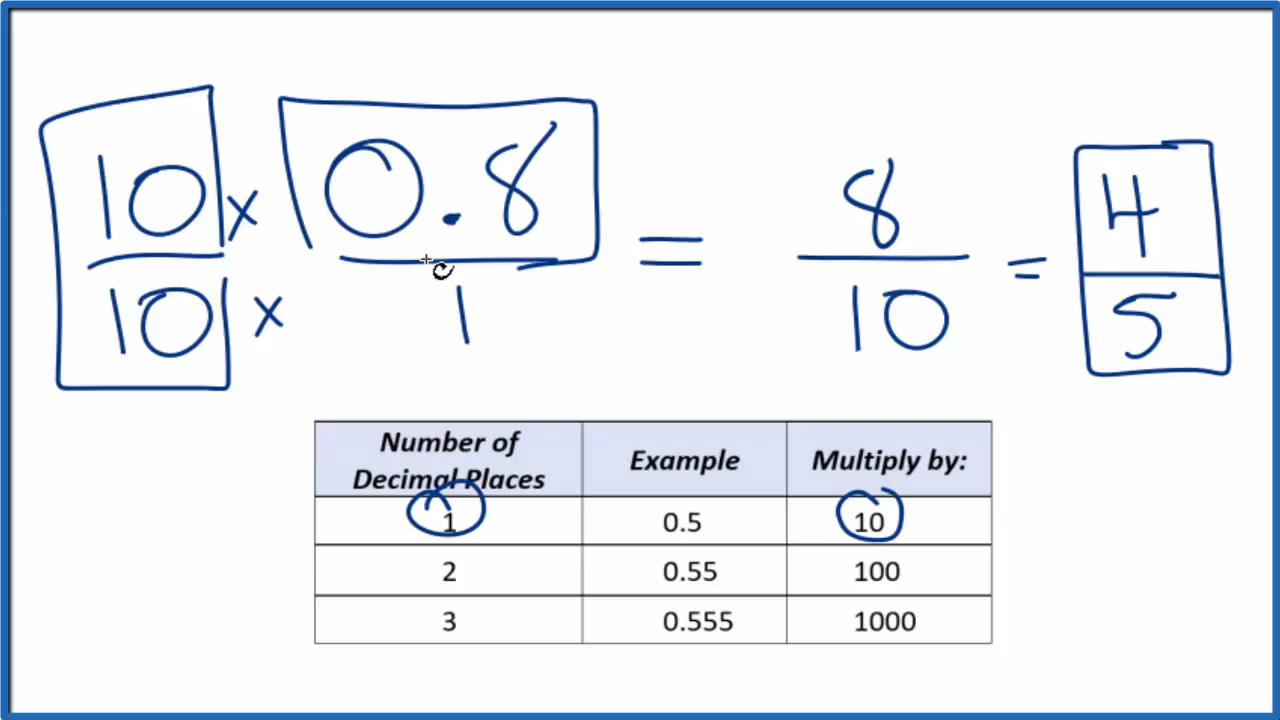 10 x 0.8 = 8 = 4
10 x 1 10 5
Number of Decimal Places Example Multiply by:
1 0.5 10
2 0.55 100
3 0.555 1000